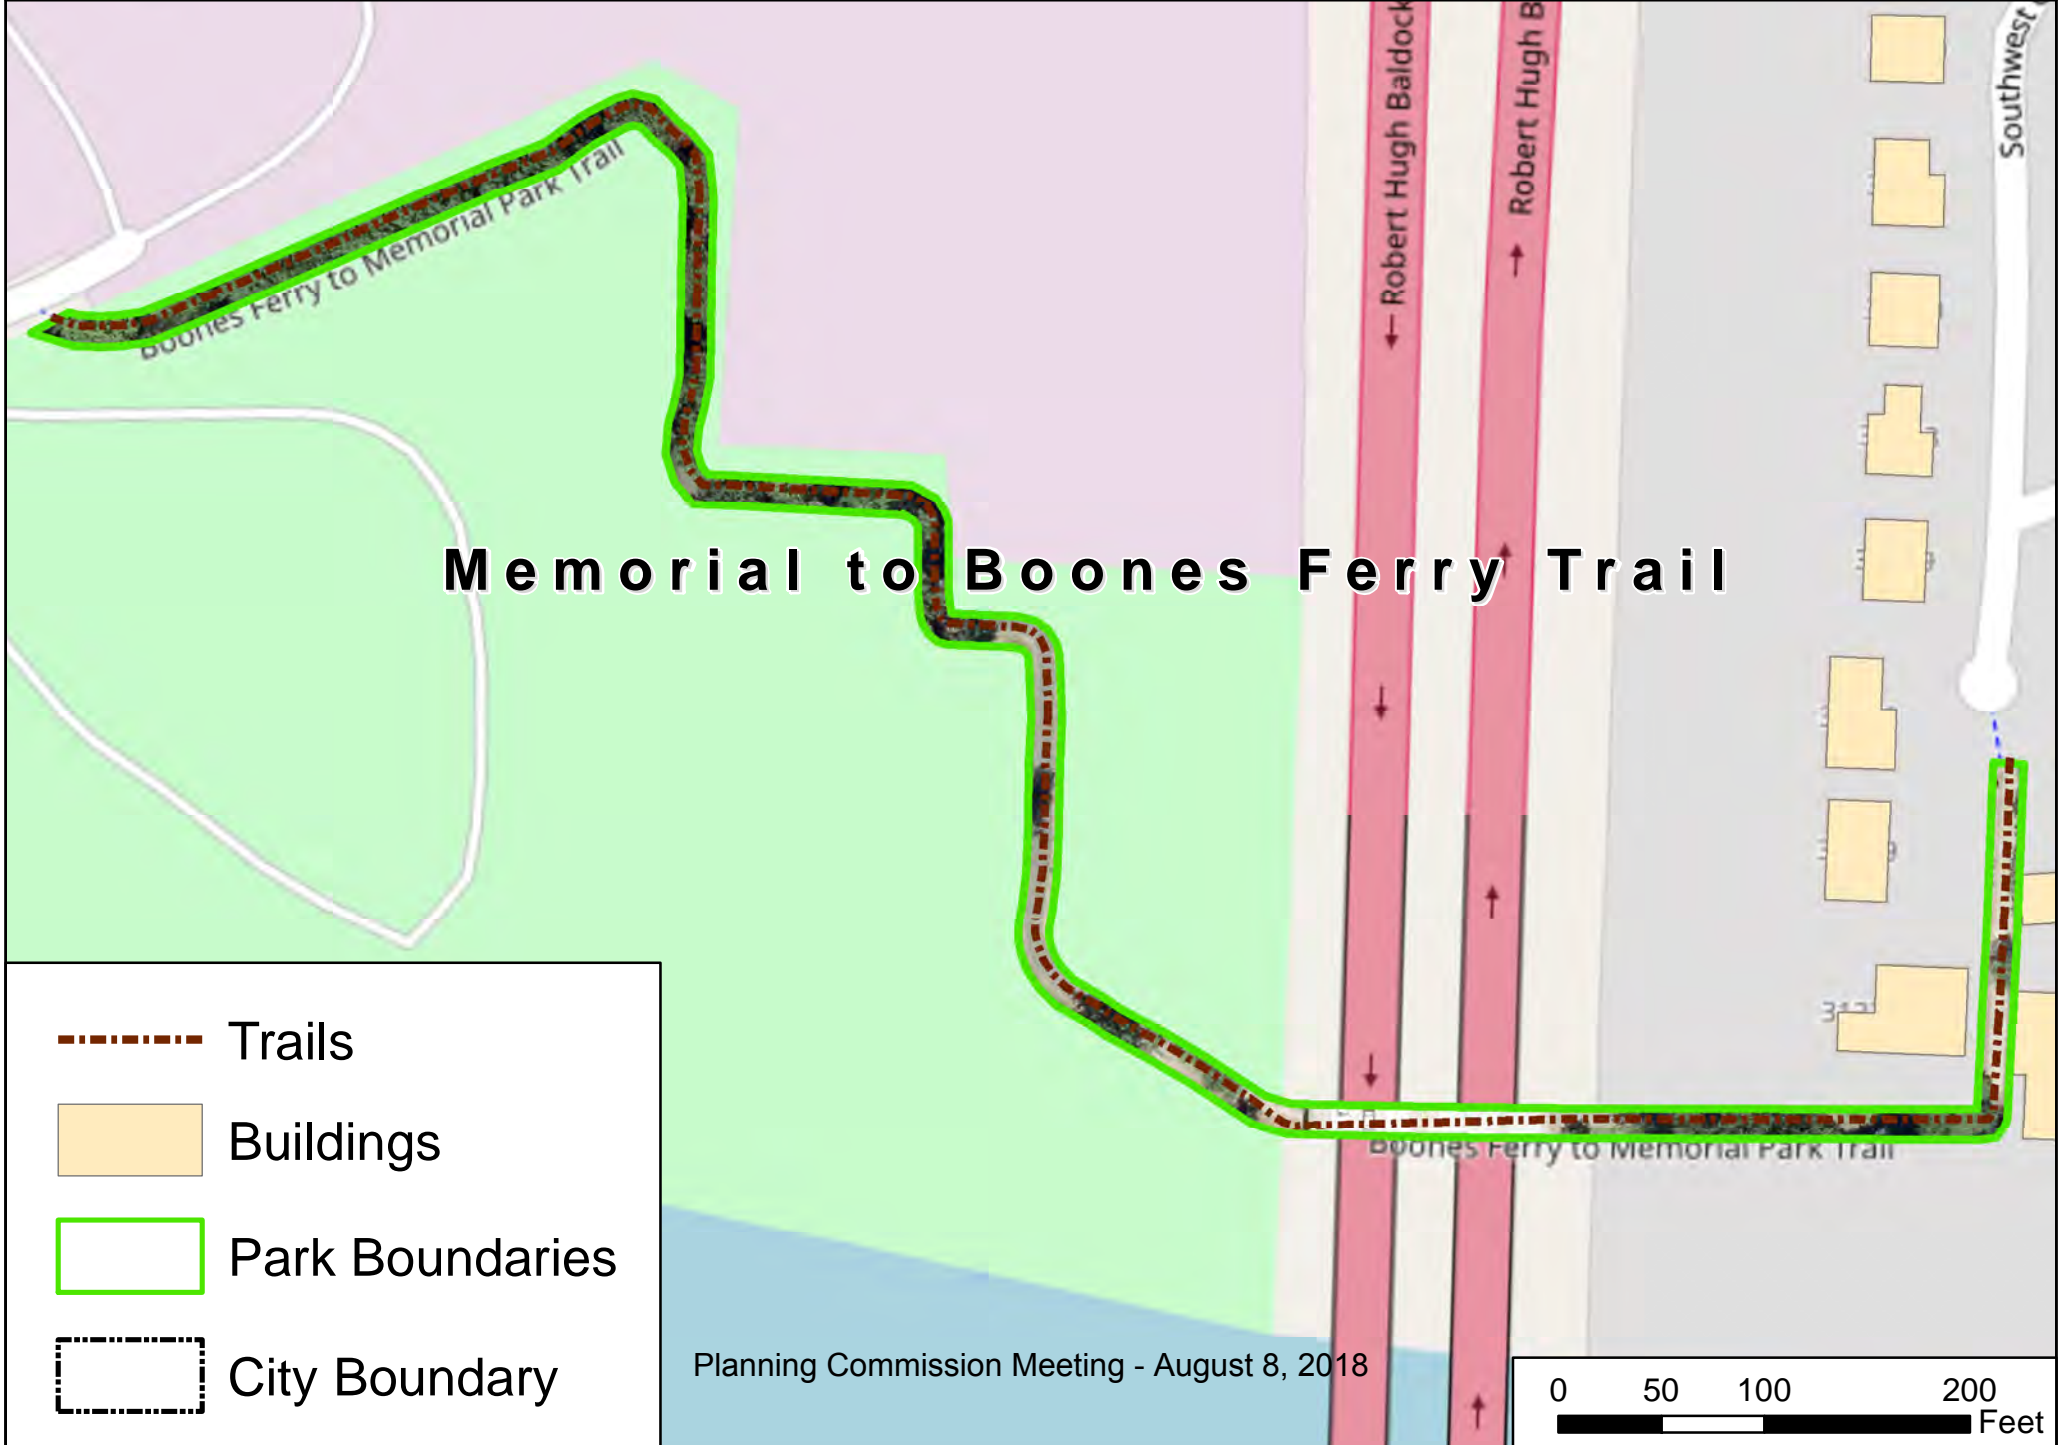 Southwest
Robert Hugh Baldock
Robert Hugh B
Boones Ferry to Memorial Park Trail
Memorial to Boones Ferry Trail
Boones Ferry to Memorial Park Trail
Trails
Buildings
Park Boundaries
City Boundary
Planning Commission Meeting - August 8, 2018
0 50 100 200
Feet